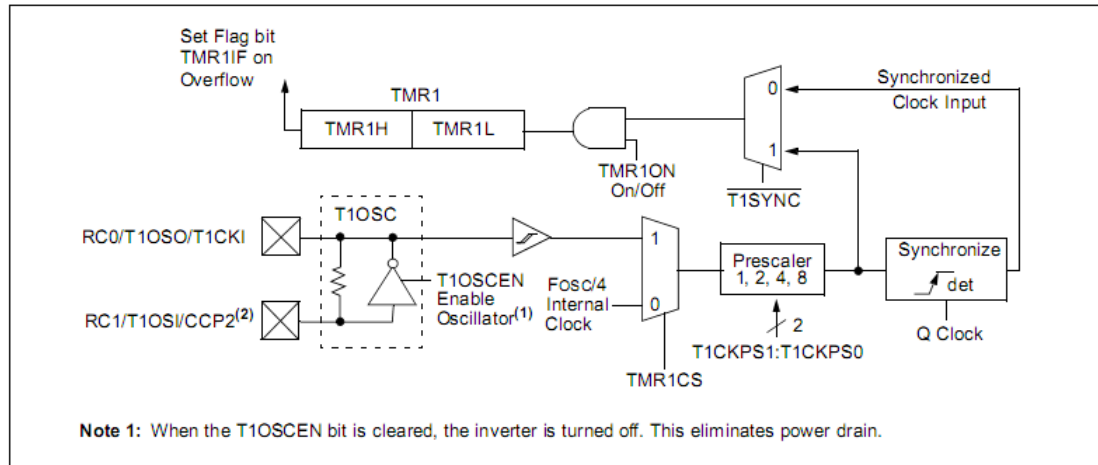 Set Flag bit
TMR1IF on
Overflow
TMR1
TMR1H
TMR1L
TMR1ON
On/Off
0
1
T1SYNC
Synchronized
Clock Input
T1OSC
RC0/T1OSO/T1CKI
RC1/T1OSI/CCP2(2)
T1OSCEN
Enable
Oscillator(1)
Fosc/4
Internal
Clock
1
0
TMR1CS
Prescaler
1, 2, 4, 8
2
T1CKPS1:T1CKPS0
Synchronize
det
Q Clock
Note 1: When the T1OSCEN bit is cleared, the inverter is turned off. This eliminates power drain.